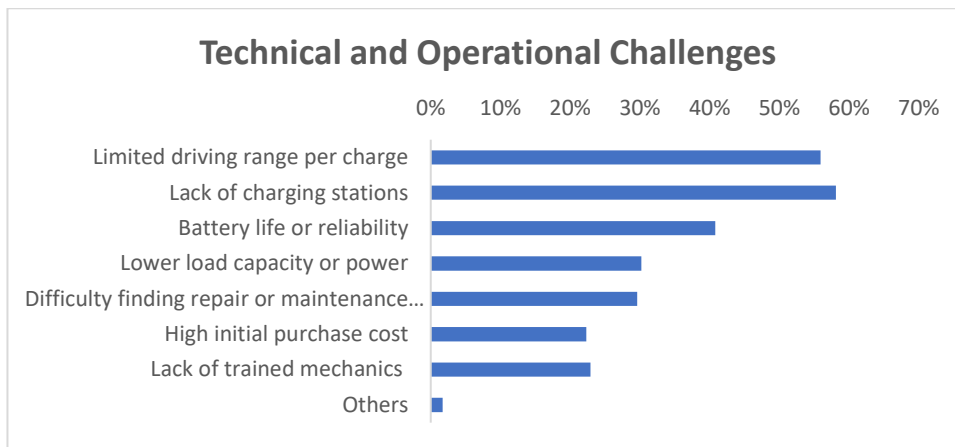 Technical and Operational Challenges
0% 10% 20% 30% 40% 50% 60% 70%
Limited driving range per charge
Lack of charging stations
Battery life or reliability
Lower load capacity or power
Difficulty finding repair or maintenance...
High initial purchase cost
Lack of trained mechanics
Others